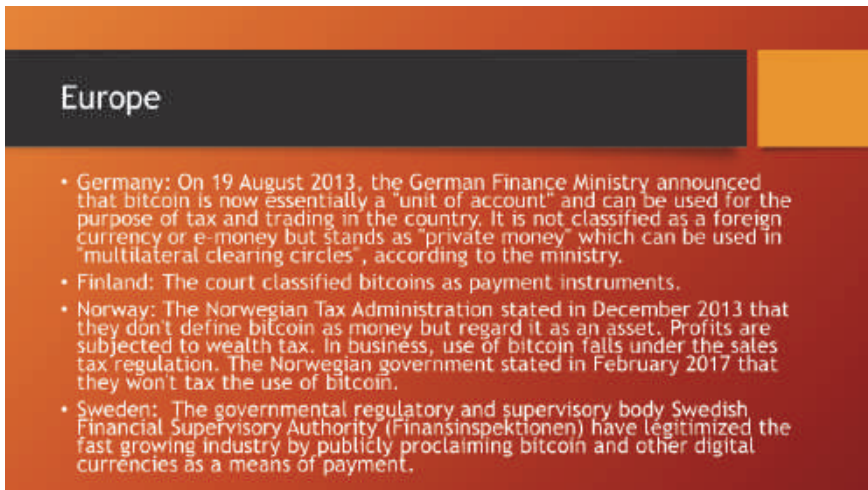 Europe
• Germany: On 19 August 2013, the German Finance Ministry announced
that bitcoin is now essentially a "unit of account" and can be used for the
purpose of tax and trading in the country. It is not classified as a foreign
currency or e-money but stands as "private money" which can be used in
"multilateral clearing circles", according to the ministry.
• Finland: The court classified bitcoins as payment instruments.
• Norway: The Norwegian Tax Administration stated in December 2013 that
they don't define bitcoin as money but regard it as an asset. Profits are
subjected to wealth tax. In business, use of bitcoin falls under the sales
tax regulation. The Norwegian government stated in February 2017 that
they won't tax the use of bitcoin.
• Sweden: The governmental regulatory and supervisory body Swedish
Financial Supervisory Authority (Finansinspektionen) have legitimized the
fast growing industry by publicly proclaiming bitcoin and other digital
currencies as a means of payment.